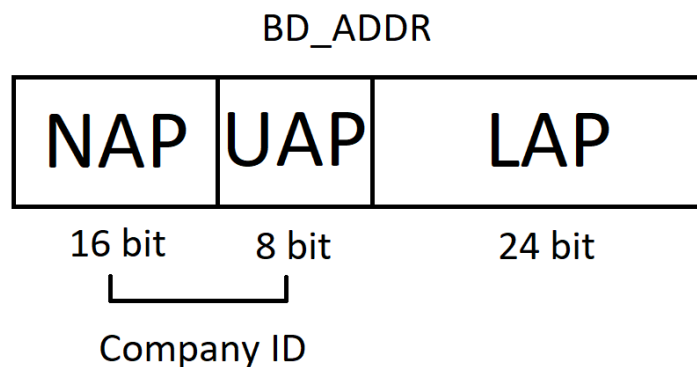 BD_ADDR
NAP UAP LAP
16 bit 8 bit 24 bit
Company ID